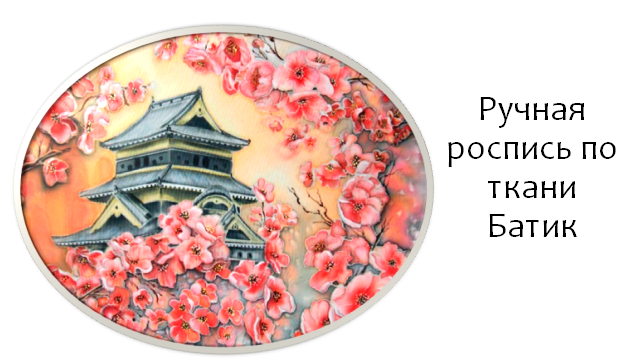 Ручная
роспись по
ткани
Батик